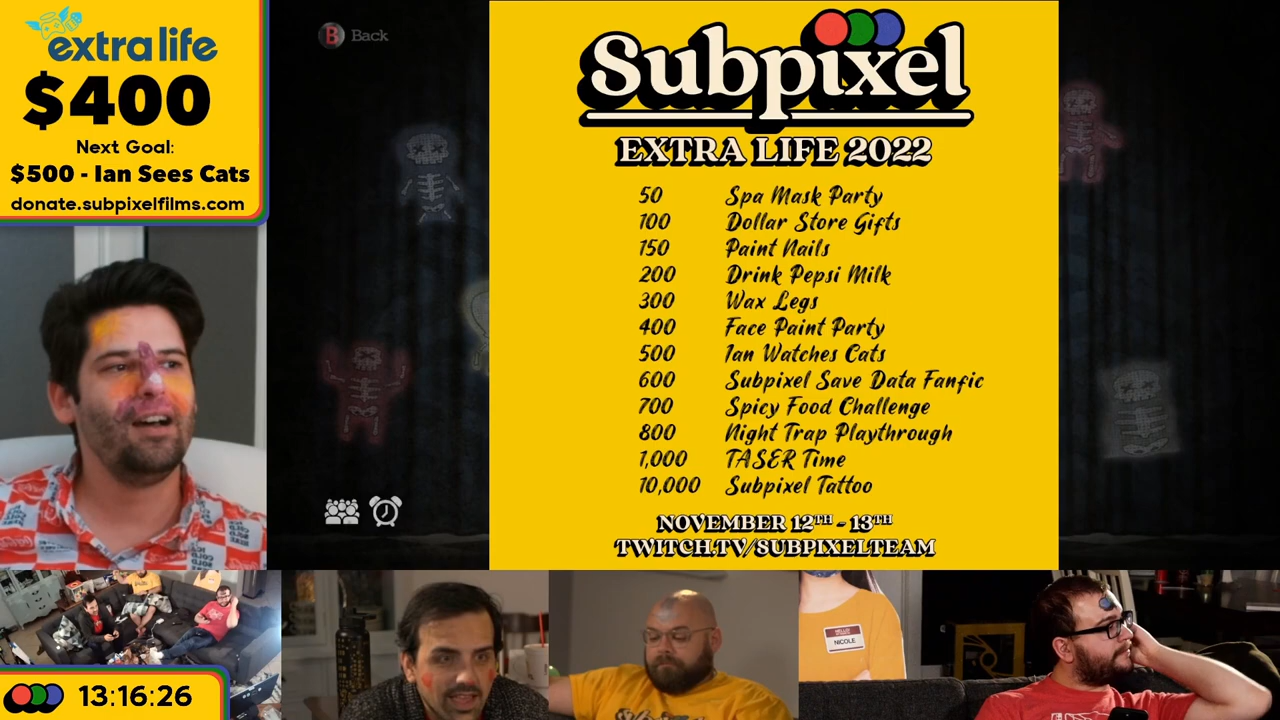 extralife
$400
Next Goal:
$500 - Ian Sees Cats
donate.subpixelfilms.com
B Back
Subpixel
EXTRA LIFE 2022
50 Spa Mask Party
100 Dollar Store Gifts
150 Paint Nails
200 Drink Pepsi Milk
300 Wax Legs
400 Face Paint Party
500 Ian Watches Cats
600 Subpixel Save Data Fanfic
700 Spicy Food Challenge
800 Night Trap Playthrough
1,000 TASER Time
10,000 Subpixel Tattoo
NOVEMBER 12TH - 13TH
TWITCH.TV/SUBPIXELTEAM
HELLO
NICOLE
13:16:26